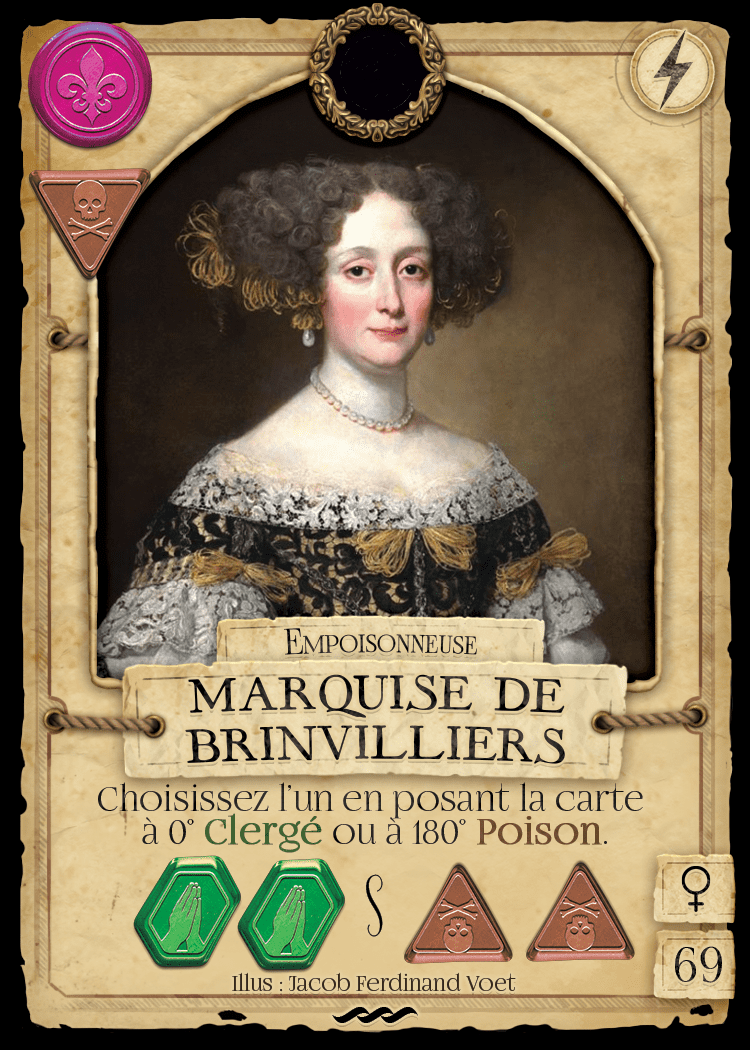 Empoisonneuse
MARQUISE DE
BRINVILLIERS
Choisissez l'un en posant la carte
à 0° Clergé ou à 180° Poison.
♀
69
Illus : Jacob Ferdinand Voet